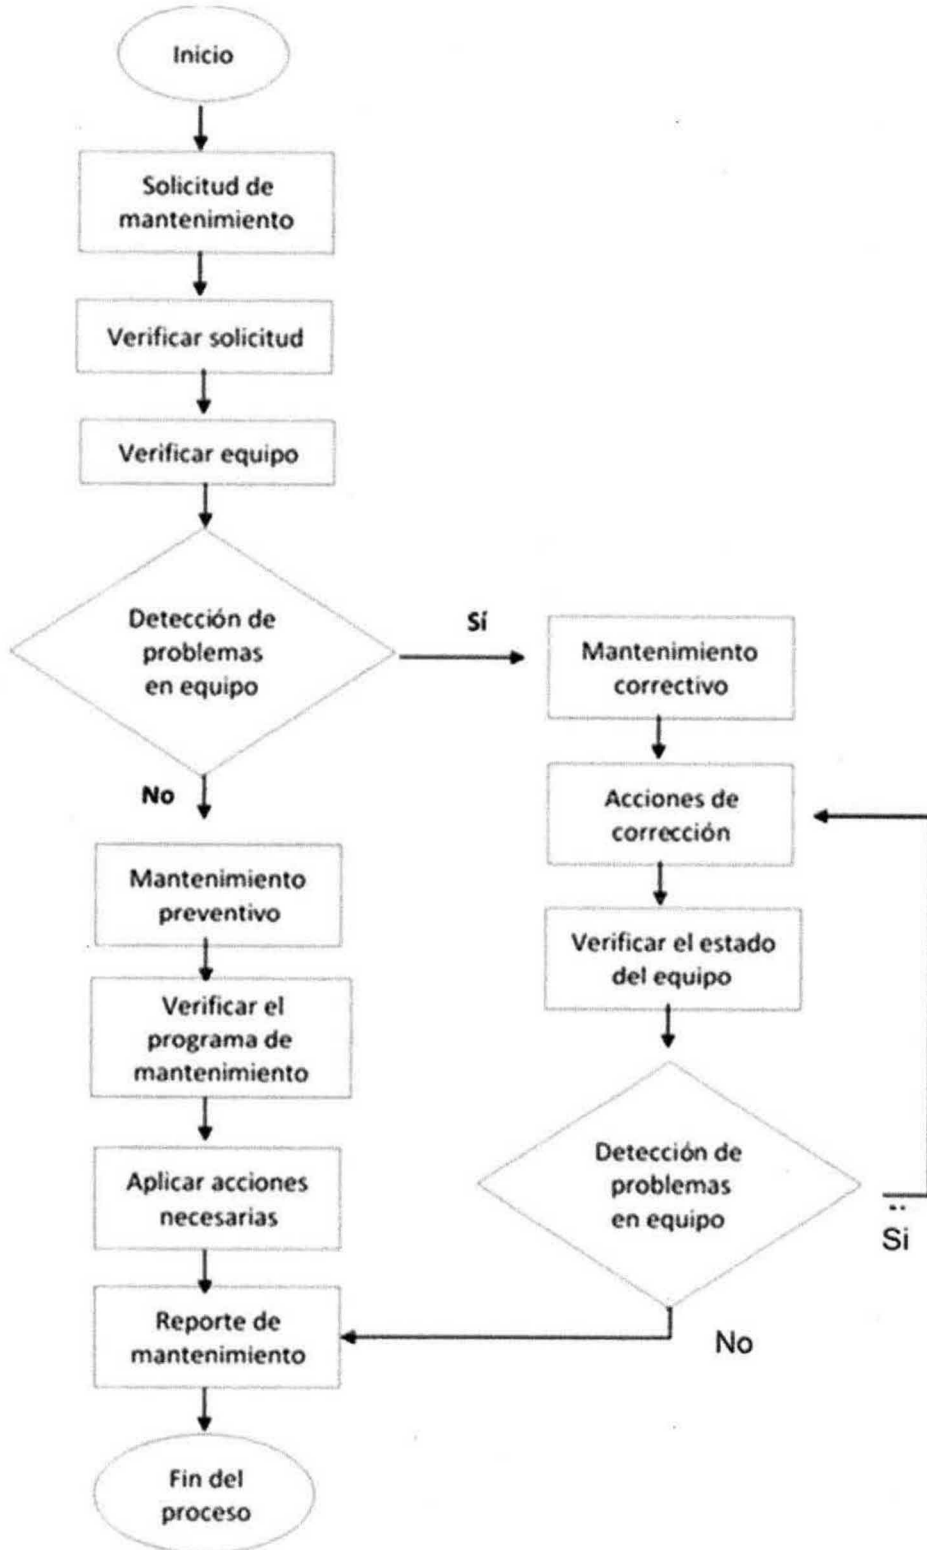 Inicio
Solicitud de
mantenimiento
Verificar solicitud
Verificar equipo
Detección de
problemas
en equipo
Sí
No
Mantenimiento
preventivo
Verificar el
programa de
mantenimiento
Aplicar acciones
necesarias
Reporte de
mantenimiento
Fin del
proceso
Mantenimiento
correctivo
Acciones de
corrección
Verificar el estado
del equipo
Detección de
problemas
en equipo
Si
No